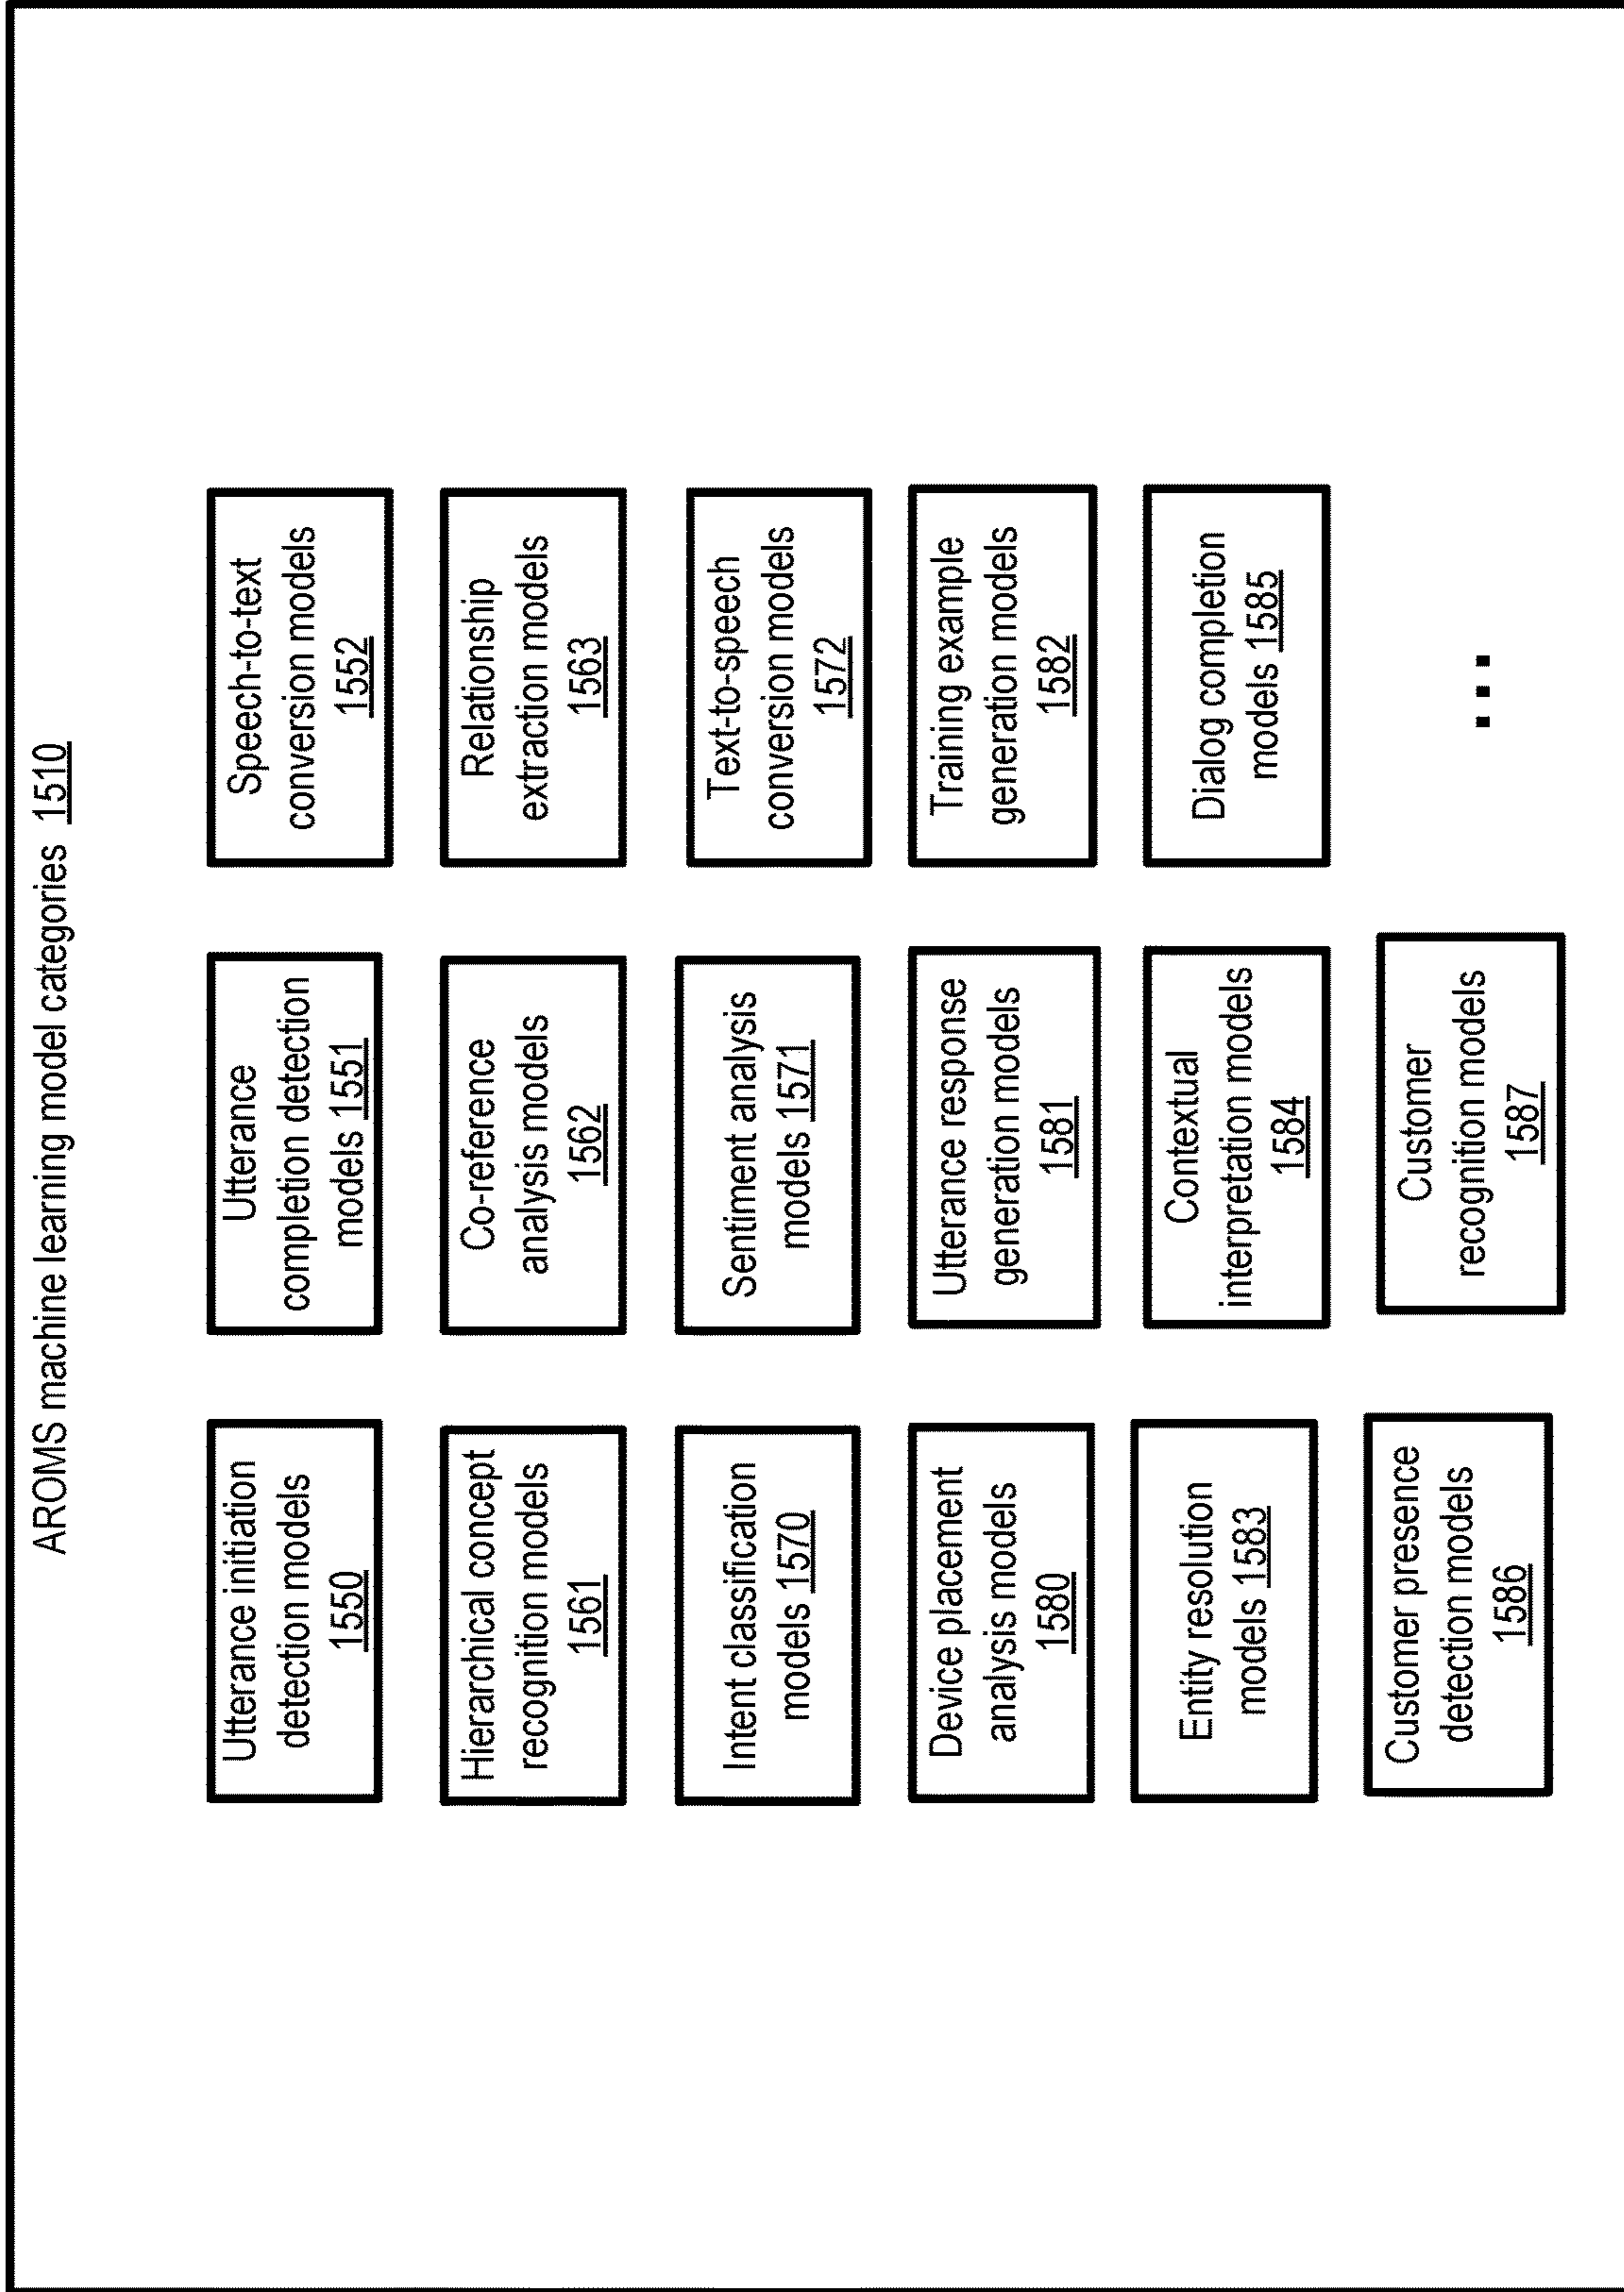 AROMS machine learning model categories 1510
Utterance initiation
detection models
1550
Utterance
completion detection
models 1551
Speech-to-text
conversion models
1552
Hierarchical concept
recognition models
1561
Co-reference
analysis models
1562
Relationship
extraction models
1563
Intent classification
models 1570
Sentiment analysis
models 1571
Text-to-speech
conversion models
1572
Device placement
analysis models
1580
Utterance response
generation models
1581
Training example
generation models
1582
Entity resolution
models 1583
Contextual
interpretation models
1584
Dialog completion
models 1585
Customer presence
detection models
1586
Customer
recognition models
1587
...